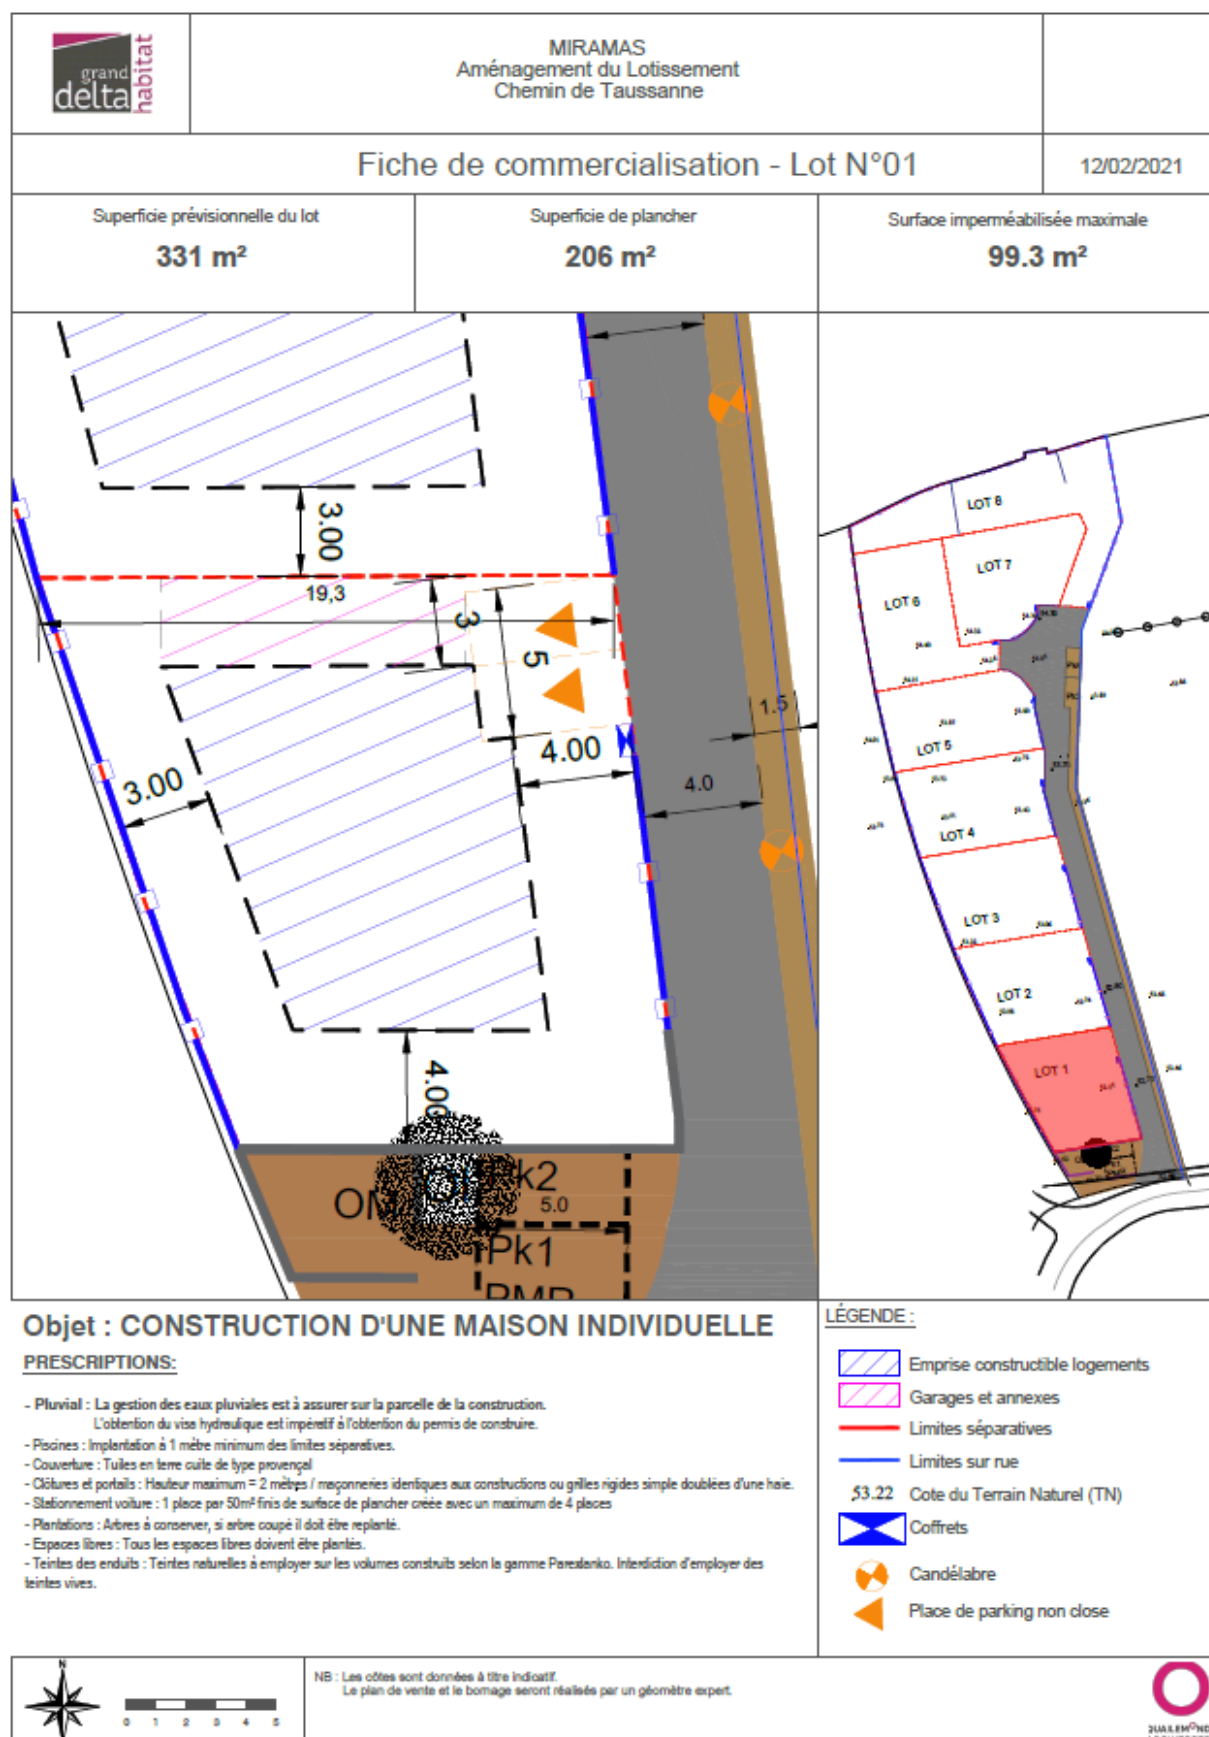 grand
delta
habitat
MIRAMAS
Aménagement du Lotissement
Chemin de Taussanne
Fiche de commercialisation - Lot N°01
12/02/2021
Superficie prévisionnelle du lot
331 m²
Superficie de plancher
206 m²
Surface imperméabilisée maximale
99.3 m²
3.00
19,3
3
5
3.00
4.00
1.5
4.0
4.00
OM
Pk2
5.0
Pk1
PMR
LOT 8
LOT 7
LOT 6
LOT 5
LOT 4
LOT 3
LOT 2
LOT 1
Objet : CONSTRUCTION D'UNE MAISON INDIVIDUELLE
PRESCRIPTIONS:
- Pluvial : La gestion des eaux pluviales est à assurer sur la parcelle de la construction.
L'obtention du visa hydraulique est impératif à l'obtention du permis de construire.
- Piscines : Implantation à 1 mètre minimum des limites séparatives.
- Couverture : Tuiles en terre cuite de type provençal
- Clôtures et portails : Hauteur maximum = 2 mètres / maçonneries identiques aux constructions ou grilles rigides simple doublées d'une haie.
- Stationnement voiture : 1 place par 50m² finis de surface de plancher créée avec un maximum de 4 places
- Plantations : Arbres à conserver, si arbre coupé il doit être replanté.
- Espaces libres : Tous les espaces libres doivent être plantés.
- Teintes des enduits : Teintes naturelles à employer sur les volumes construits selon la gamme Parexlanko. Interdiction d'employer des
teintes vives.
LÉGENDE :
Emprise constructible logements
Garages et annexes
Limites séparatives
Limites sur rue
53.22 Cote du Terrain Naturel (TN)
Coffrets
Candélabre
Place de parking non close
N
0 1 2 3 4 5
NB : Les côtes sont données à titre indicatif.
Le plan de vente et le bornage seront réalisés par un géomètre expert.